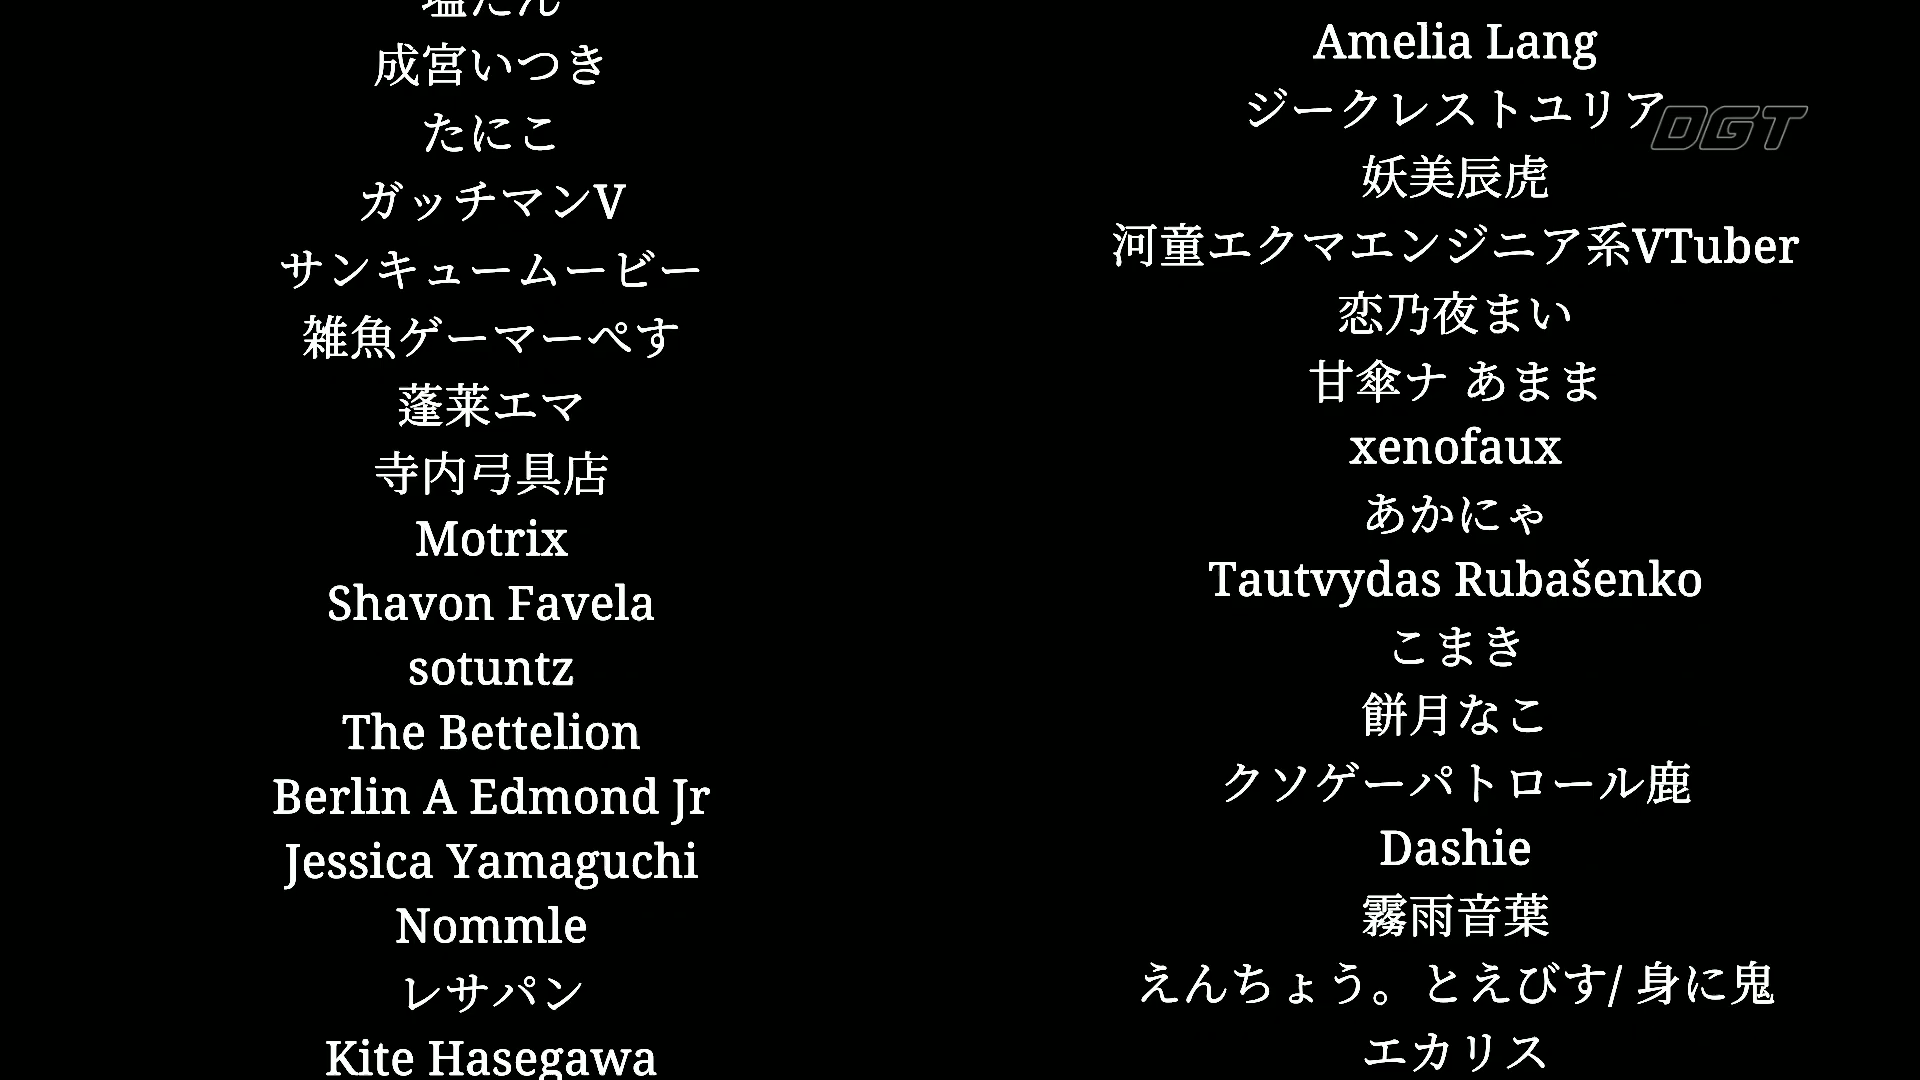 塩たん
成宮いつき
たにこ
ガッチマンV
サンキュームービー
雑魚ゲーマーぺす
蓬莱エマ
寺内弓具店
Motrix
Shavon Favela
sotuntz
The Bettelion
Berlin A Edmond Jr
Jessica Yamaguchi
Nommle
レサパン
Kite Hasegawa
Amelia Lang
ジークレストユリア
DGT
妖美辰虎
河童エクマエンジニア系VTuber
恋乃夜まい
甘傘ナ あまま
xenofaux
あかにゃ
Tautvydas Rubašenko
こまき
餅月なこ
クソゲーパトロール鹿
Dashie
霧雨音葉
えんちょう。とえびす/ 身に鬼
エカリス